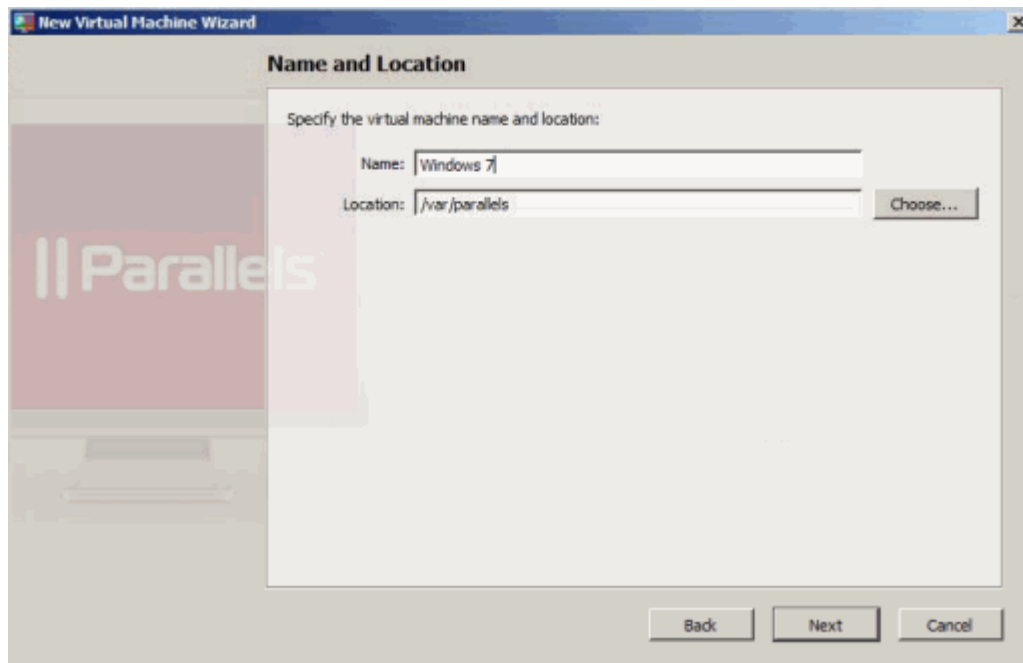 New Virtual Machine Wizard
Name and Location
Specify the virtual machine name and location:
Name: Windows 7
Location: /var/parallels Choose...
|| Parallels
Back Next Cancel